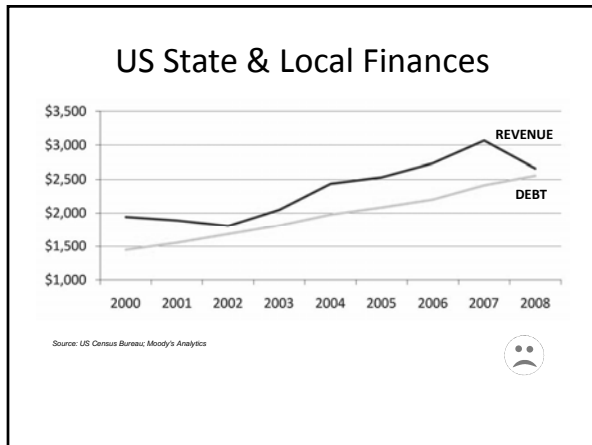 US State & Local Finances
$3,500
$3,000
$2,500
$2,000
$1,500
$1,000
REVENUE
DEBT
2000 2001 2002 2003 2004 2005 2006 2007 2008
Source: US Census Bureau; Moody's Analytics